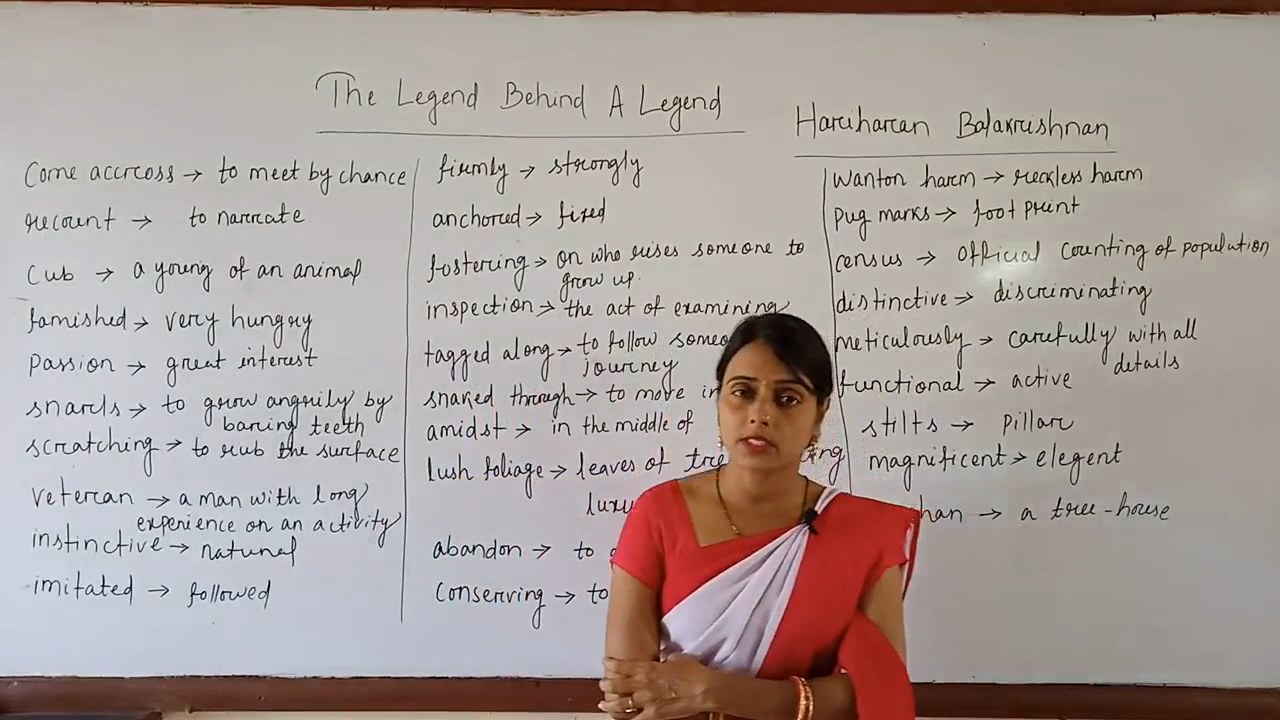 The Legend Behind A Legend
Hariharan Balakrishnan
Come accross → to meet by chance
recount → to narrate
Cub → a young of an animal
famished → very hungry
Passion → great interest
snarls → to grow angrily by
baring teeth
scratching → to rub the surface
veteran → a man with long
experience on an activity
instinctive → natural
imitated → followed
firmly → strongly
anchored → fixed
fostering → on who rises someone to
grow up.
inspection → the act of examining
tagged along → to follow
journey
snaked through → to move in
amidst → in the middle of
lush foliage → leaves of
abandon → to
Conserving → to
wanton harm → reckless harm
pug marks → foot print
census → official counting of population
distinctive → discriminating
meticulously → carefully with all
details
functional → active
stilts → pillar
magnificent → elegent
→ a tree-house